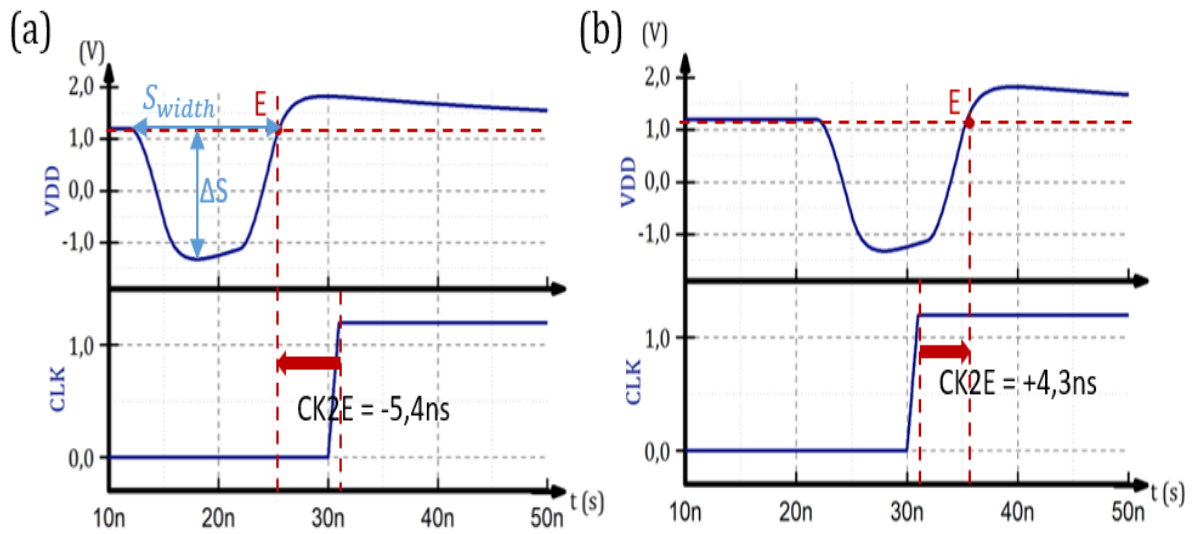 (a)
(V)
2,0
1,0
0,0
-1,0
VDD
S_width
E
ΔS
1,0
0,0
CLK
CK2E = -5,4ns
10n 20n 30n 40n 50n
t (s)
(b)
(V)
2,0
1,0
0,0
-1,0
VDD
E
1,0
0,0
CLK
CK2E = +4,3ns
10n 20n 30n 40n 50n
t (s)